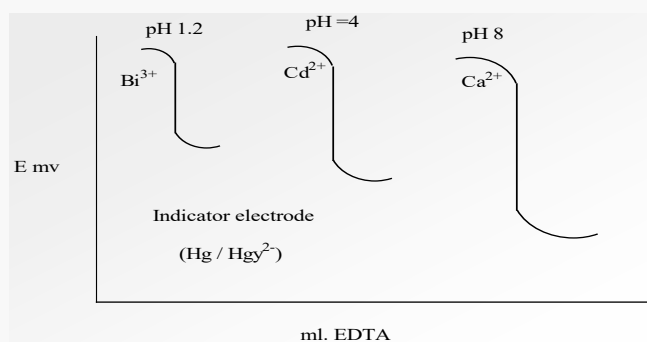 pH 1.2
pH =4
pH 8
Bi³⁺
Cd²⁺
Ca²⁺
E mv
Indicator electrode
(Hg / Hgy²⁻)
ml. EDTA